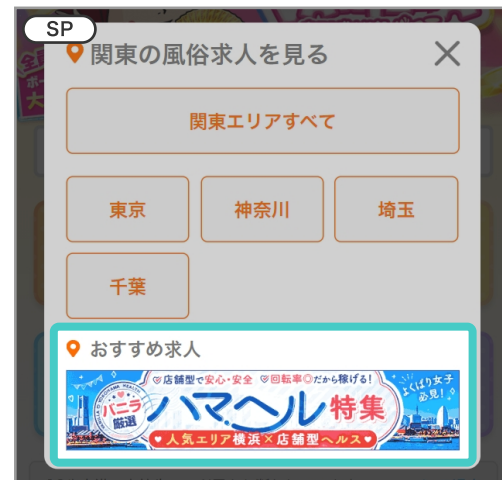 SP
関東の風俗求人を見る
関東エリアすべて
東京
神奈川
埼玉
千葉
おすすめ求人
店舗型で安心・安全 回転率◎だから稼げる!
バニラ
厳選
ハマヘル特集
よくばり女子
必見!
人気エリア横浜×店舗型ヘルス